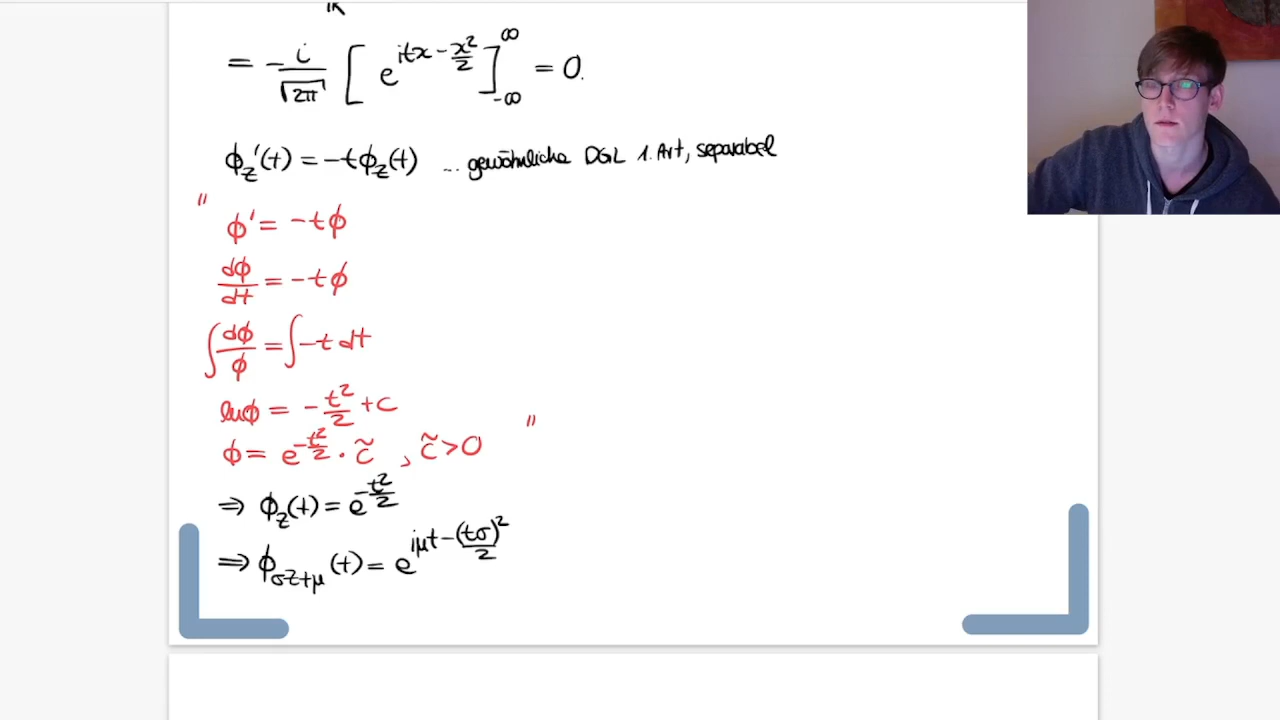 ℝ
= -i/√2π [ e^{itx - x²/2} ]_{-∞}^{∞} = 0.
ϕ_Z'(t) = -tϕ_Z(t) ... gewöhnliche DGL 1. Art, separabel
" ϕ' = -tϕ
dϕ/dt = -tϕ
∫ dϕ/ϕ = ∫ -t dt
lnϕ = -t²/2 + c
ϕ = e^{-t²/2} · c̃ , c̃ > 0 "
⇒ ϕ_Z(t) = e^{-t²/2}
⇒ ϕ_{σZ+μ}(t) = e^{iμt - (tσ)²/2}